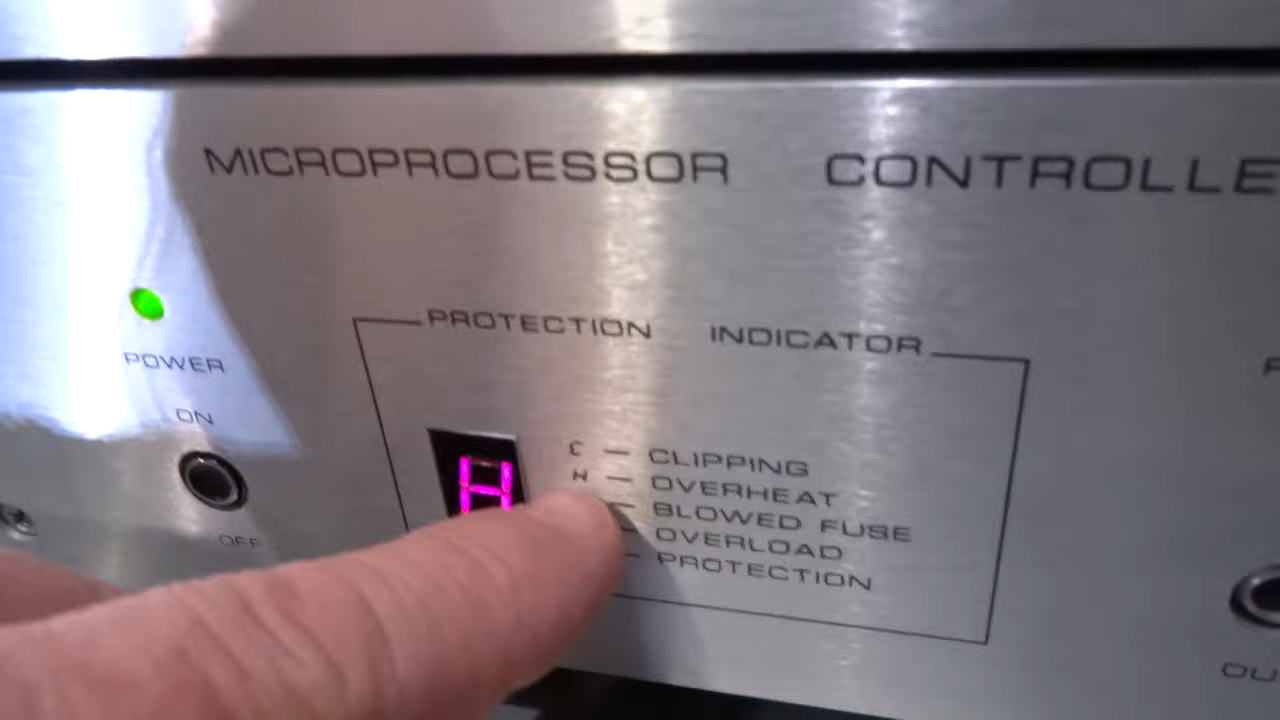 MICROPROCESSOR CONTROLLE
PROTECTION INDICATOR
POWER
ON
OFF
H
C — CLIPPING
H — OVERHEAT
— BLOWED FUSE
— OVERLOAD
— PROTECTION
OU